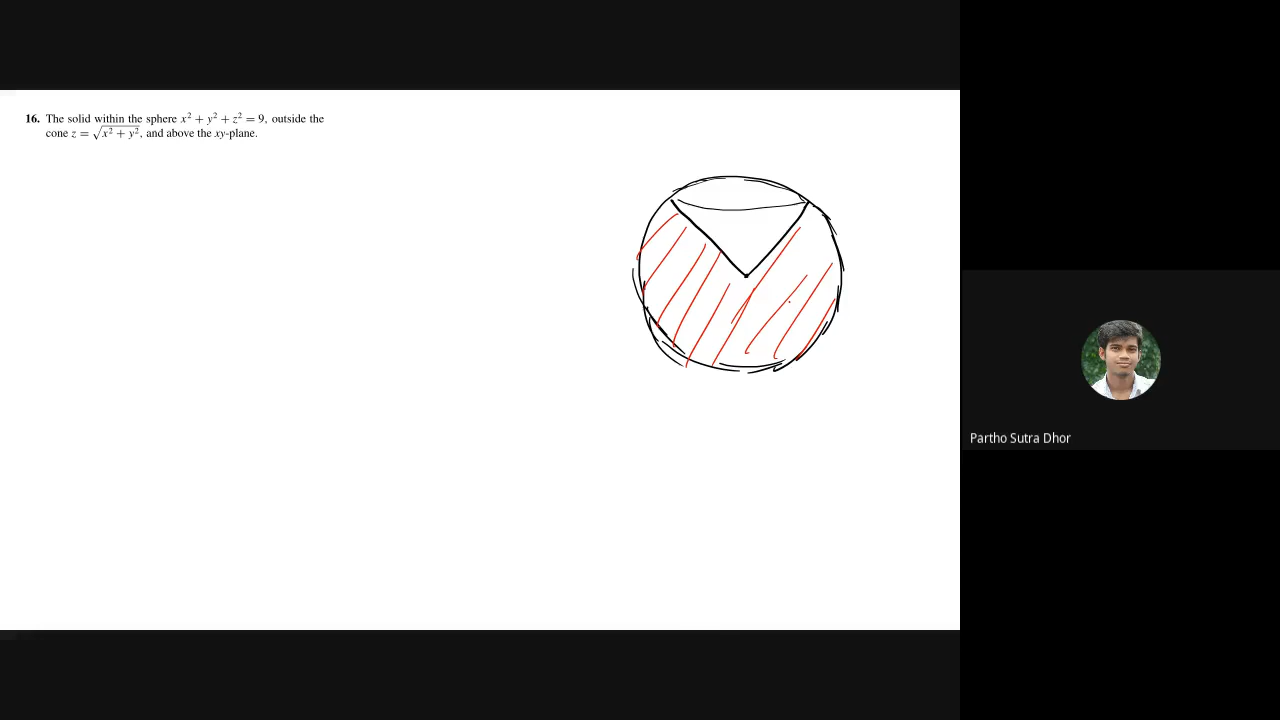 16. The solid within the sphere x² + y² + z² = 9, outside the
cone z = √(x² + y²), and above the xy-plane.
Partho Sutra Dhor